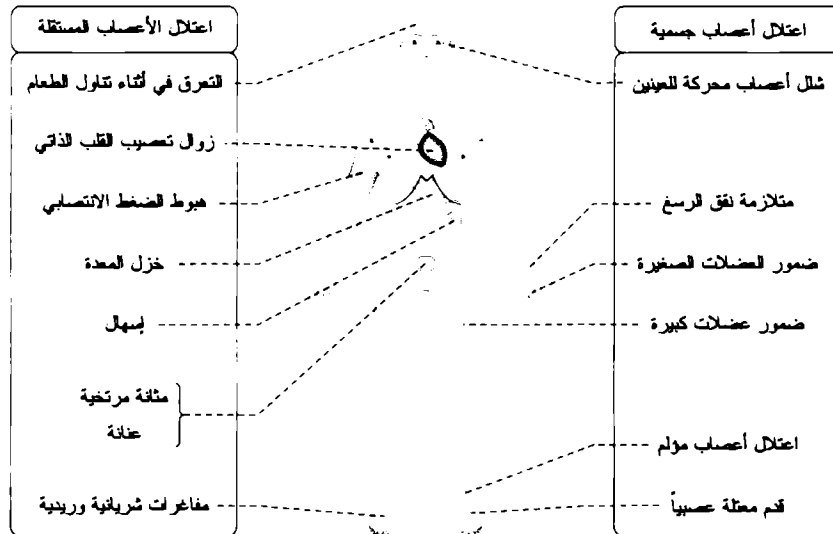 اعتلال أعصاب جسمية
شلل أعصاب محركة للعينين
متلازمة نفق الرسغ
ضمور العضلات الصغيرة
ضمور عضلات كبيرة
اعتلال أعصاب مؤلم
قدم معتلة عصبياً
اعتلال الأعصاب المستقلة
التعرق في أثناء تناول الطعام
زوال تعصيب القلب الذاتي
هبوط الضغط الانتصابي
خزل المعدة
إسهال
مثانة مرتخية
عنانة
مفاغرات شريانية وريدية